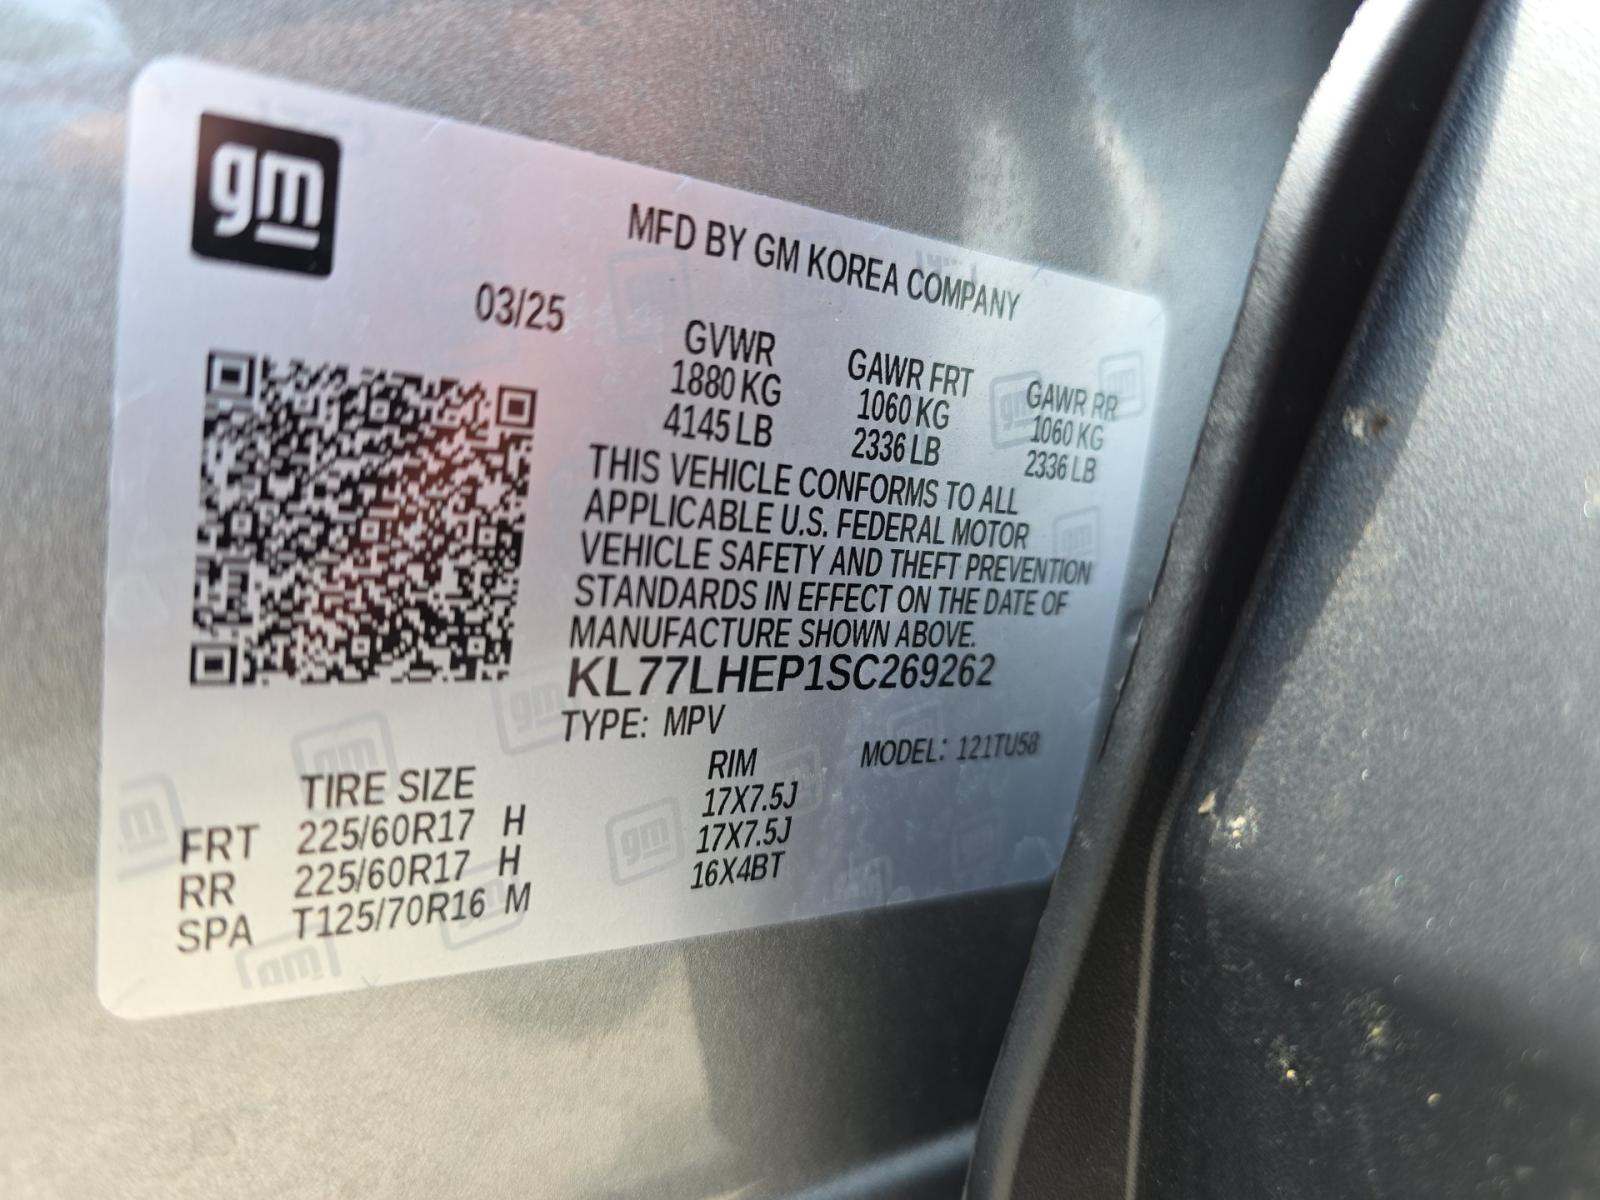 gm
MFD BY GM KOREA COMPANY
03/25
GVWR GAWR FRT GAWR RR
1880 KG 1060 KG 1060 KG
4145 LB 2336 LB 2336 LB
THIS VEHICLE CONFORMS TO ALL
APPLICABLE U.S. FEDERAL MOTOR
VEHICLE SAFETY AND THEFT PREVENTION
STANDARDS IN EFFECT ON THE DATE OF
MANUFACTURE SHOWN ABOVE.
KL77LHEP1SC269262
TYPE: MPV MODEL: 121TU58
TIRE SIZE RIM
FRT 225/60R17 H 17X7.5J
RR 225/60R17 H 17X7.5J
SPA T125/70R16 M 16X4BT